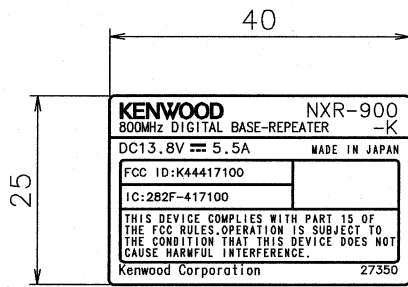 40
25
KENWOOD NXR-900
800MHz DIGITAL BASE-REPEATER -K
DC13.8V ⎓ 5.5A MADE IN JAPAN
FCC ID:K44417100
IC:282F-417100
THIS DEVICE COMPLIES WITH PART 15 OF
THE FCC RULES.OPERATION IS SUBJECT TO
THE CONDITION THAT THIS DEVICE DOES NOT
CAUSE HARMFUL INTERFERENCE.
Kenwood Corporation 27350